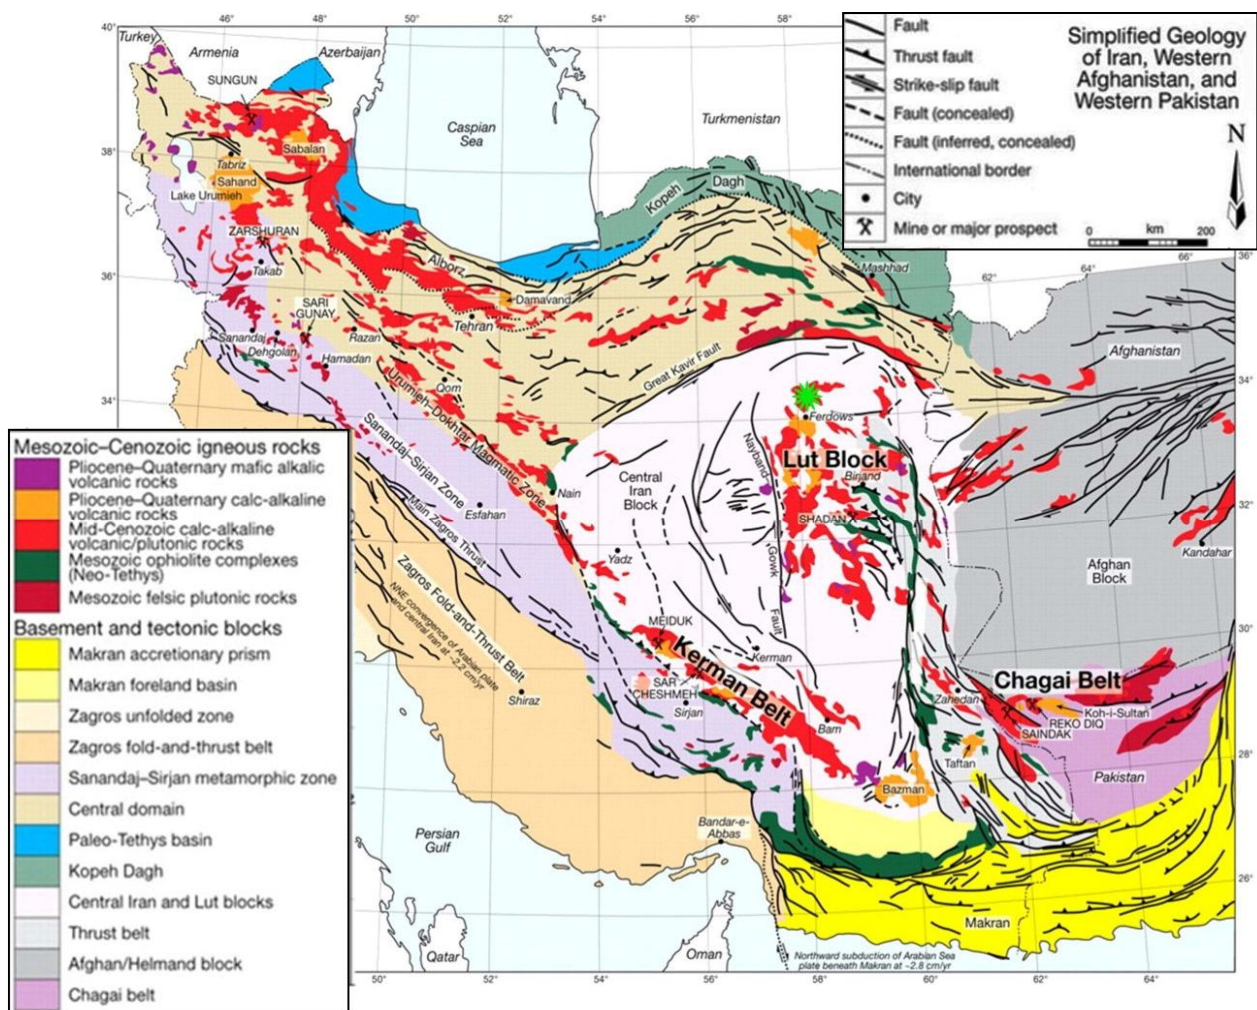 46°
48°
50°
52°
54°
56°
58°
40°
Turkey
Armenia
Azerbaijan
SUNGUN
Caspian
Sea
Turkmenistan
38°
Tabriz
Sabalan
Sahand
Lake Urumieh
Kopeh
Dagh
ZARSHURAN
Takab
Alborz
Mashhad
36°
36°
62°
64°
66°
SARI
GUNAY
Damavand
Tehran
Sanandaj
Dehgolan
Razan
Hamadan
Great Kavir Fault
Afghanistan
34°
34°
Qom
Urumieh–Dokhtar Magmatic Zone
Ferdows
Sanandaj–Sirjan Zone
Nayband
Lut Block
Central
Iran
Block
Birjand
Nain
Esfahan
32°
Main Zagros Thrust
SHADAN
Yadz
Gowk
Fault
Kandahar
Afghan
Block
Zagros Fold-and-Thrust Belt
NNE convergence of Arabian plate
and central Iran at ~2.2 cm/yr
30°
MEIDUK
Kerman Belt
Kerman
SAR
CHESHMEH
Sirjan
Shiraz
Chagai Belt
Zahedan
Koh-i-Sultan
REKO DIQ
SAINDAK
Bam
Taftan
28°
Pakistan
Bazman
Bandar-e-
Abbas
Persian
Gulf
26°
Makran
Qatar
Oman
Northward subduction of Arabian Sea
plate beneath Makran at ~2.8 cm/yr
50°
52°
54°
56°
58°
60°
62°
64°
Fault
Thrust fault
Strike-slip fault
Fault (concealed)
Fault (inferred, concealed)
International border
City
Mine or major prospect
Simplified Geology
of Iran, Western
Afghanistan, and
Western Pakistan
N
km
0
200
Mesozoic–Cenozoic igneous rocks
Pliocene–Quaternary mafic alkalic
volcanic rocks
Pliocene–Quaternary calc-alkaline
volcanic rocks
Mid-Cenozoic calc-alkaline
volcanic/plutonic rocks
Mesozoic ophiolite complexes
(Neo-Tethys)
Mesozoic felsic plutonic rocks
Basement and tectonic blocks
Makran accretionary prism
Makran foreland basin
Zagros unfolded zone
Zagros fold-and-thrust belt
Sanandaj–Sirjan metamorphic zone
Central domain
Paleo-Tethys basin
Kopeh Dagh
Central Iran and Lut blocks
Thrust belt
Afghan/Helmand block
Chagai belt